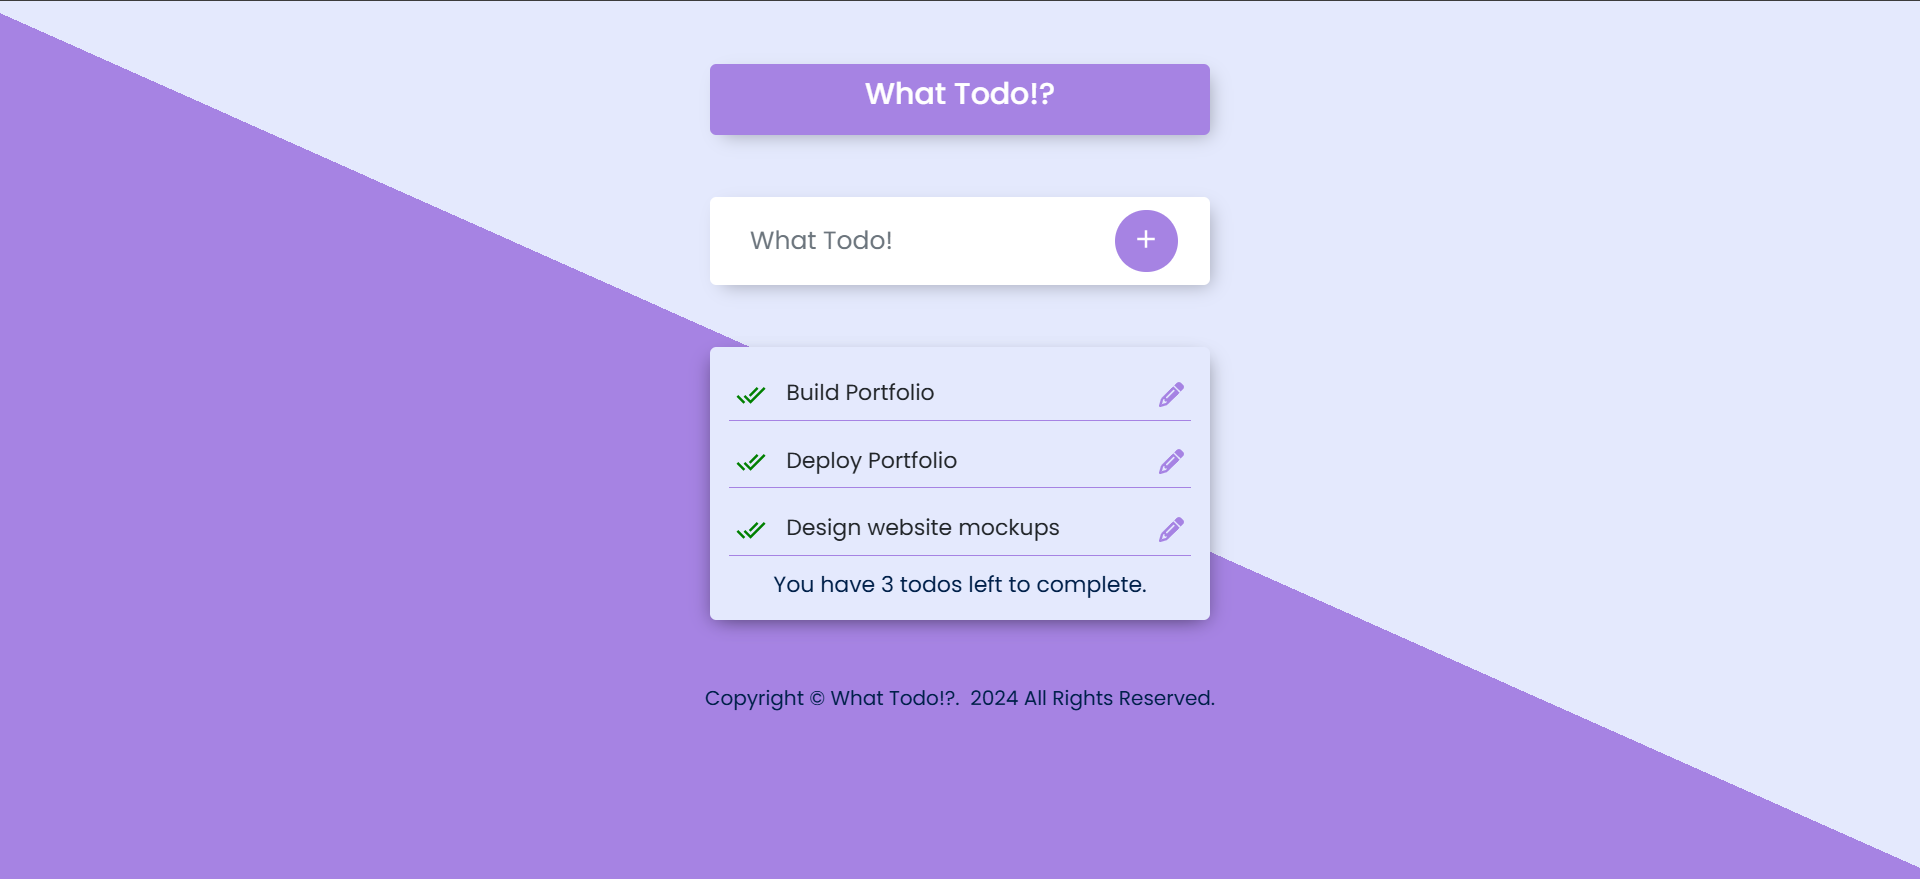 What Todo!?
What Todo!
Build Portfolio
Deploy Portfolio
Design website mockups
You have 3 todos left to complete.
Copyright © What Todo!?. 2024 All Rights Reserved.